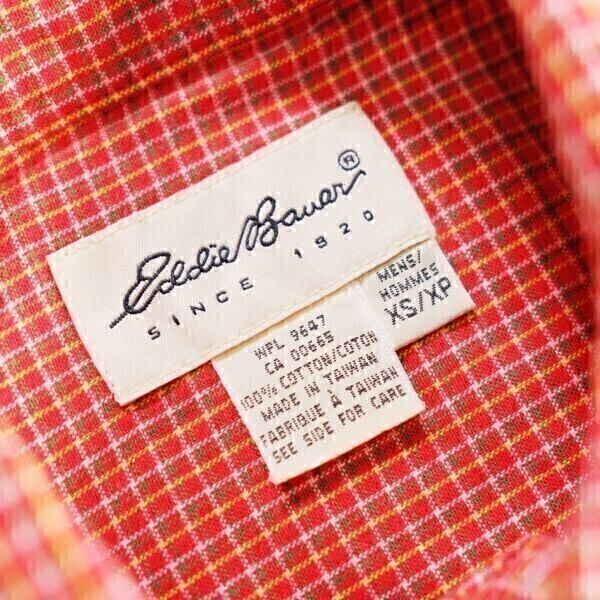 Eddie Bauer®
SINCE 1920
MENS/
HOMMES
XS/XP
WPL 9647
CA 00665
100% COTTON/COTON
MADE IN TAIWAN
FABRIQUE À TAIWAN
SEE SIDE FOR CARE